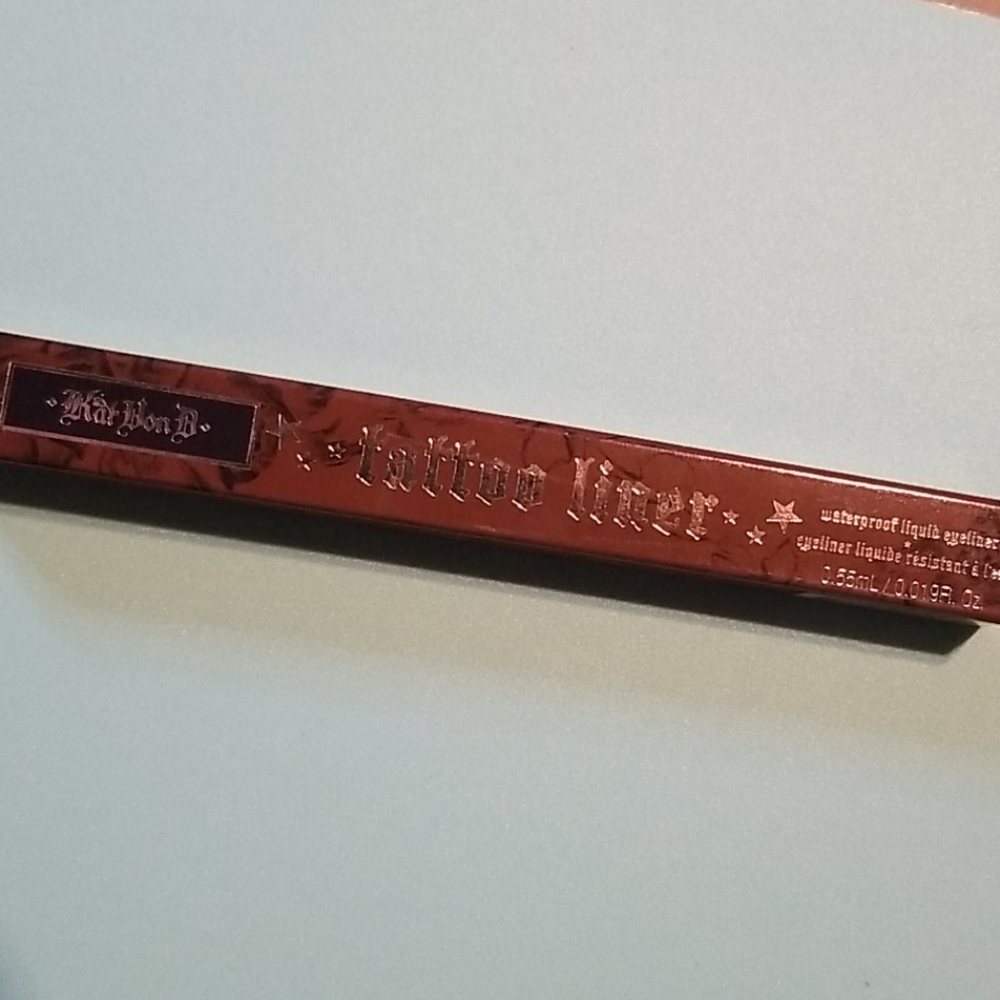 ·Kat Von D·
·tattoo liner·
waterproof liquid eyeliner
eyeliner liquide résistant à l'
0.55mL / 0.019Fl. Oz.